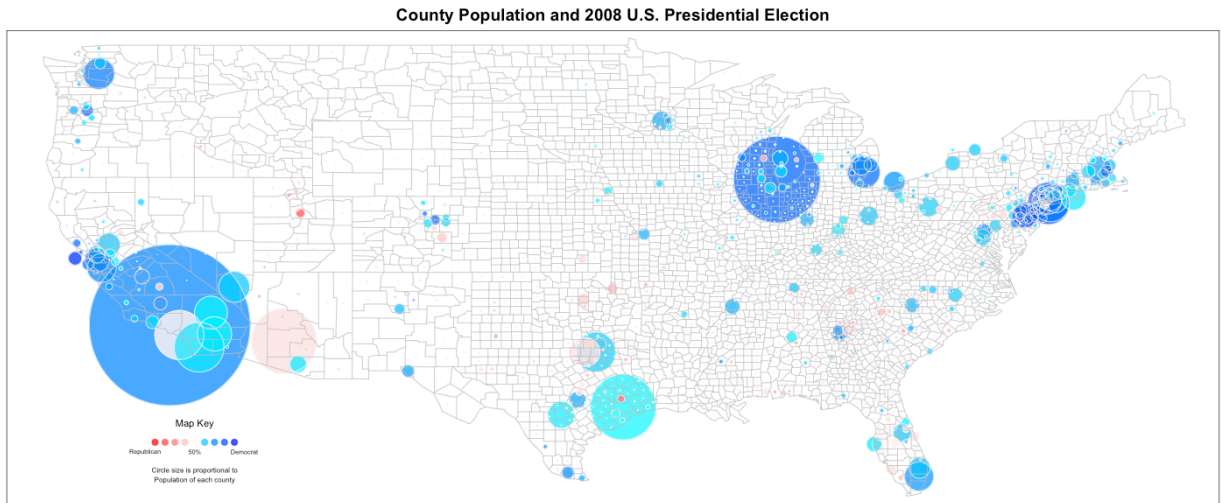 County Population and 2008 U.S. Presidential Election
Map Key
Republican 50% Democrat
Circle size is proportional to
Population of each county